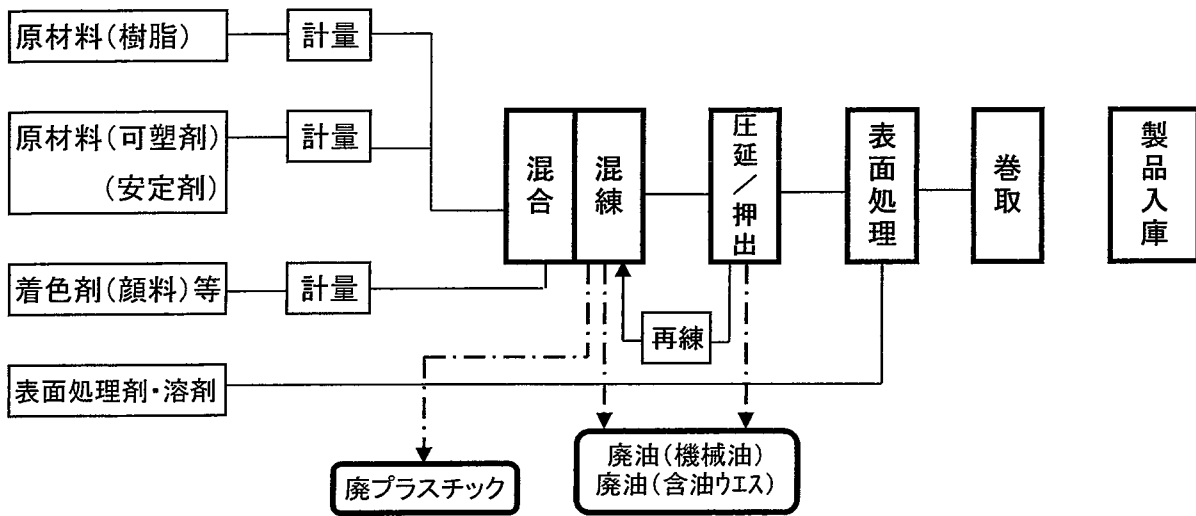 原材料(樹脂)
計量
原材料(可塑剤)
(安定剤)
計量
着色剤(顔料)等
計量
表面処理剤・溶剤
混合
混練
圧延/押出
表面処理
巻取
製品入庫
再練
廃プラスチック
廃油(機械油)
廃油(含油ウエス)